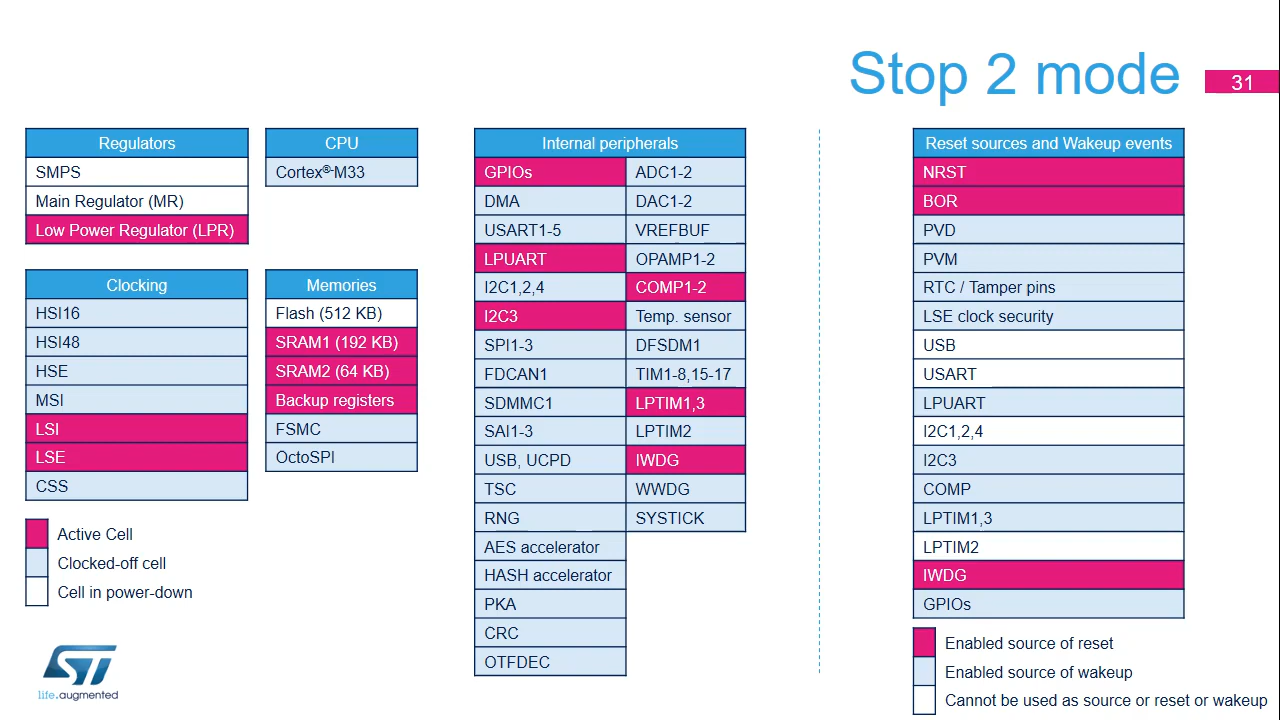 Stop 2 mode
31
Regulators
SMPS
Main Regulator (MR)
Low Power Regulator (LPR)
CPU
Cortex®-M33
Clocking
HSI16
HSI48
HSE
MSI
LSI
LSE
CSS
Memories
Flash (512 KB)
SRAM1 (192 KB)
SRAM2 (64 KB)
Backup registers
FSMC
OctoSPI
Active Cell
Clocked-off cell
Cell in power-down
Internal peripherals
GPIOs ADC1-2
DMA DAC1-2
USART1-5 VREFBUF
LPUART OPAMP1-2
I2C1,2,4 COMP1-2
I2C3 Temp. sensor
SPI1-3 DFSDM1
FDCAN1 TIM1-8,15-17
SDMMC1 LPTIM1,3
SAI1-3 LPTIM2
USB, UCPD IWDG
TSC WWDG
RNG SYSTICK
AES accelerator
HASH accelerator
PKA
CRC
OTFDEC
Reset sources and Wakeup events
NRST
BOR
PVD
PVM
RTC / Tamper pins
LSE clock security
USB
USART
LPUART
I2C1,2,4
I2C3
COMP
LPTIM1,3
LPTIM2
IWDG
GPIOs
Enabled source of reset
Enabled source of wakeup
Cannot be used as source or reset or wakeup
ST
life.augmented